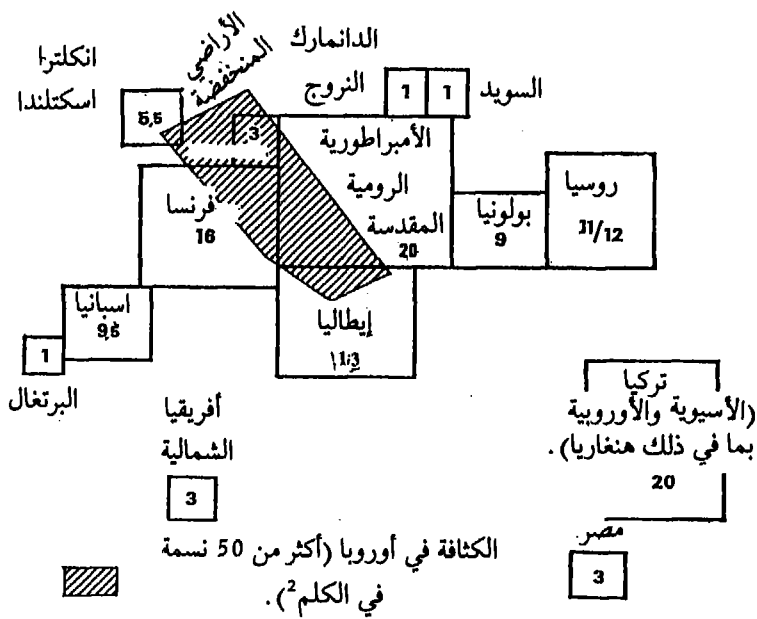 الأراضي
المنخفضة
الدانمارك
النروج
1
1
السويد
انكلترا
اسكتلندا
5,5
3
الأمبراطورية
الرومية
المقدسة
20
روسيا
11/12
بولونيا
9
فرنسا
16
اسبانيا
9,5
1
البرتغال
إيطاليا
تركيا
(الأسيوية والأوروبية
بما في ذلك هنغاريا).
20
أفريقيا
الشمالية
3
مصر
3
الكثافة في أوروبا (أكثر من 50 نسمة
في الكلم²).